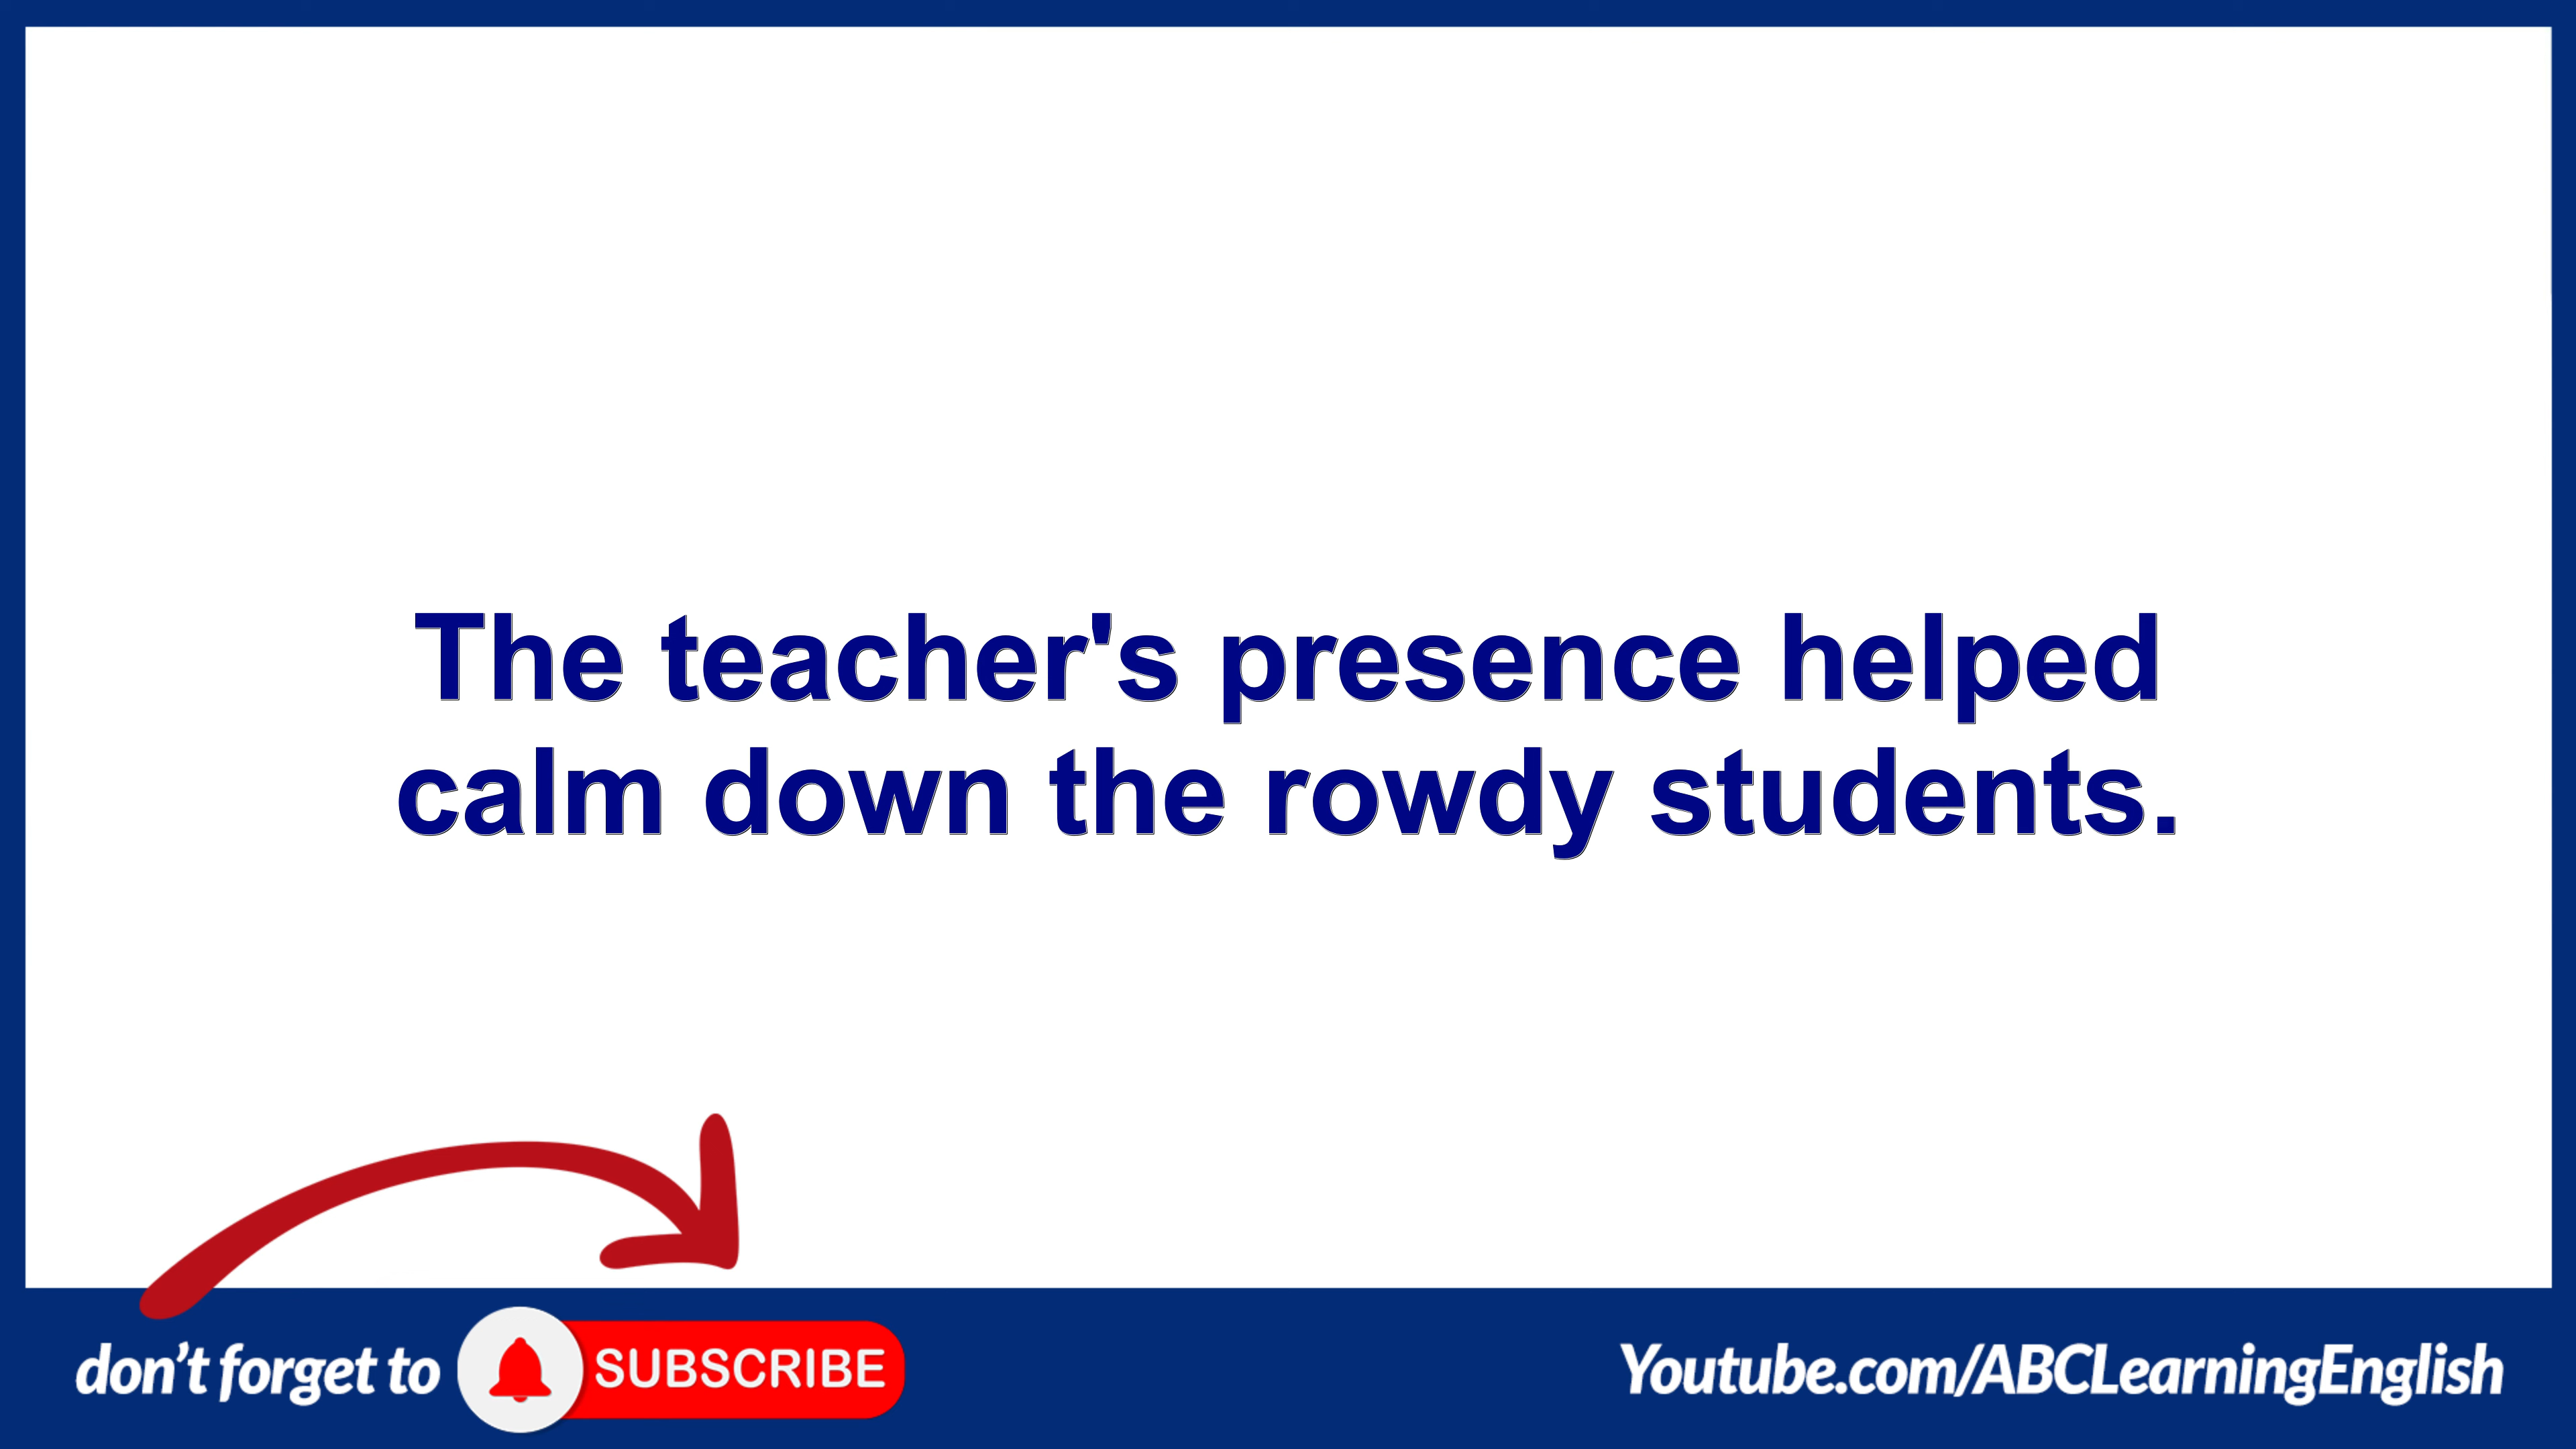 The teacher's presence helped
calm down the rowdy students.
don't forget to SUBSCRIBE
Youtube.com/ABCLearningEnglish